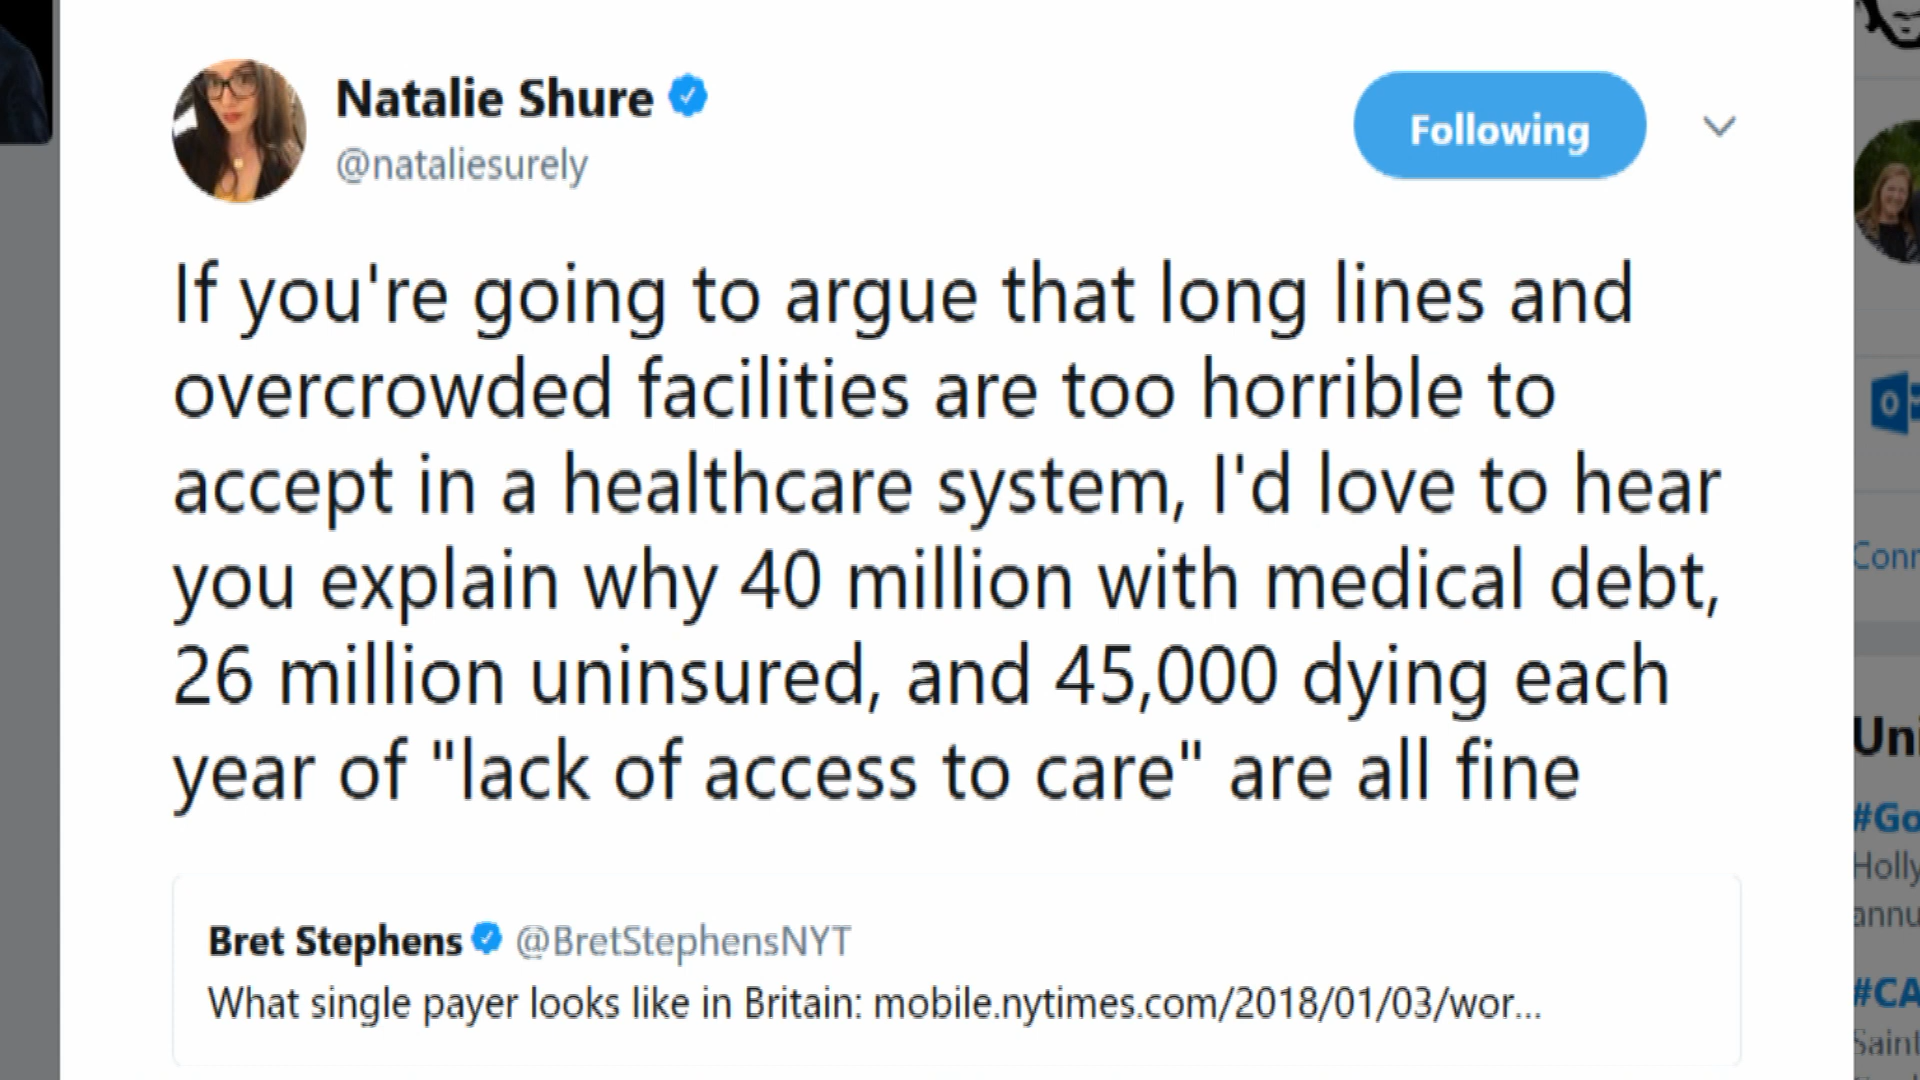 Natalie Shure
@nataliesurely
Following
If you're going to argue that long lines and
overcrowded facilities are too horrible to
accept in a healthcare system, I'd love to hear
you explain why 40 million with medical debt,
26 million uninsured, and 45,000 dying each
year of "lack of access to care" are all fine
Bret Stephens @BretStephensNYT
What single payer looks like in Britain: mobile.nytimes.com/2018/01/03/wor...
Conn
Uni
#Go
Holly
annu
#CA
Saint